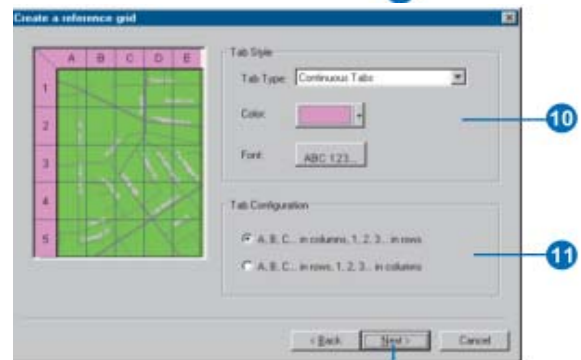 Create a reference grid
A B C D E
1
2
3
4
5
Tab Style
Tab Type: Continuous Tabs
Color:
Font: ABC 123...
10
Tab Configuration
A, B, C... in columns, 1, 2, 3... in rows
A, B, C... in rows, 1, 2, 3... in columns
11
< Back Next > Cancel